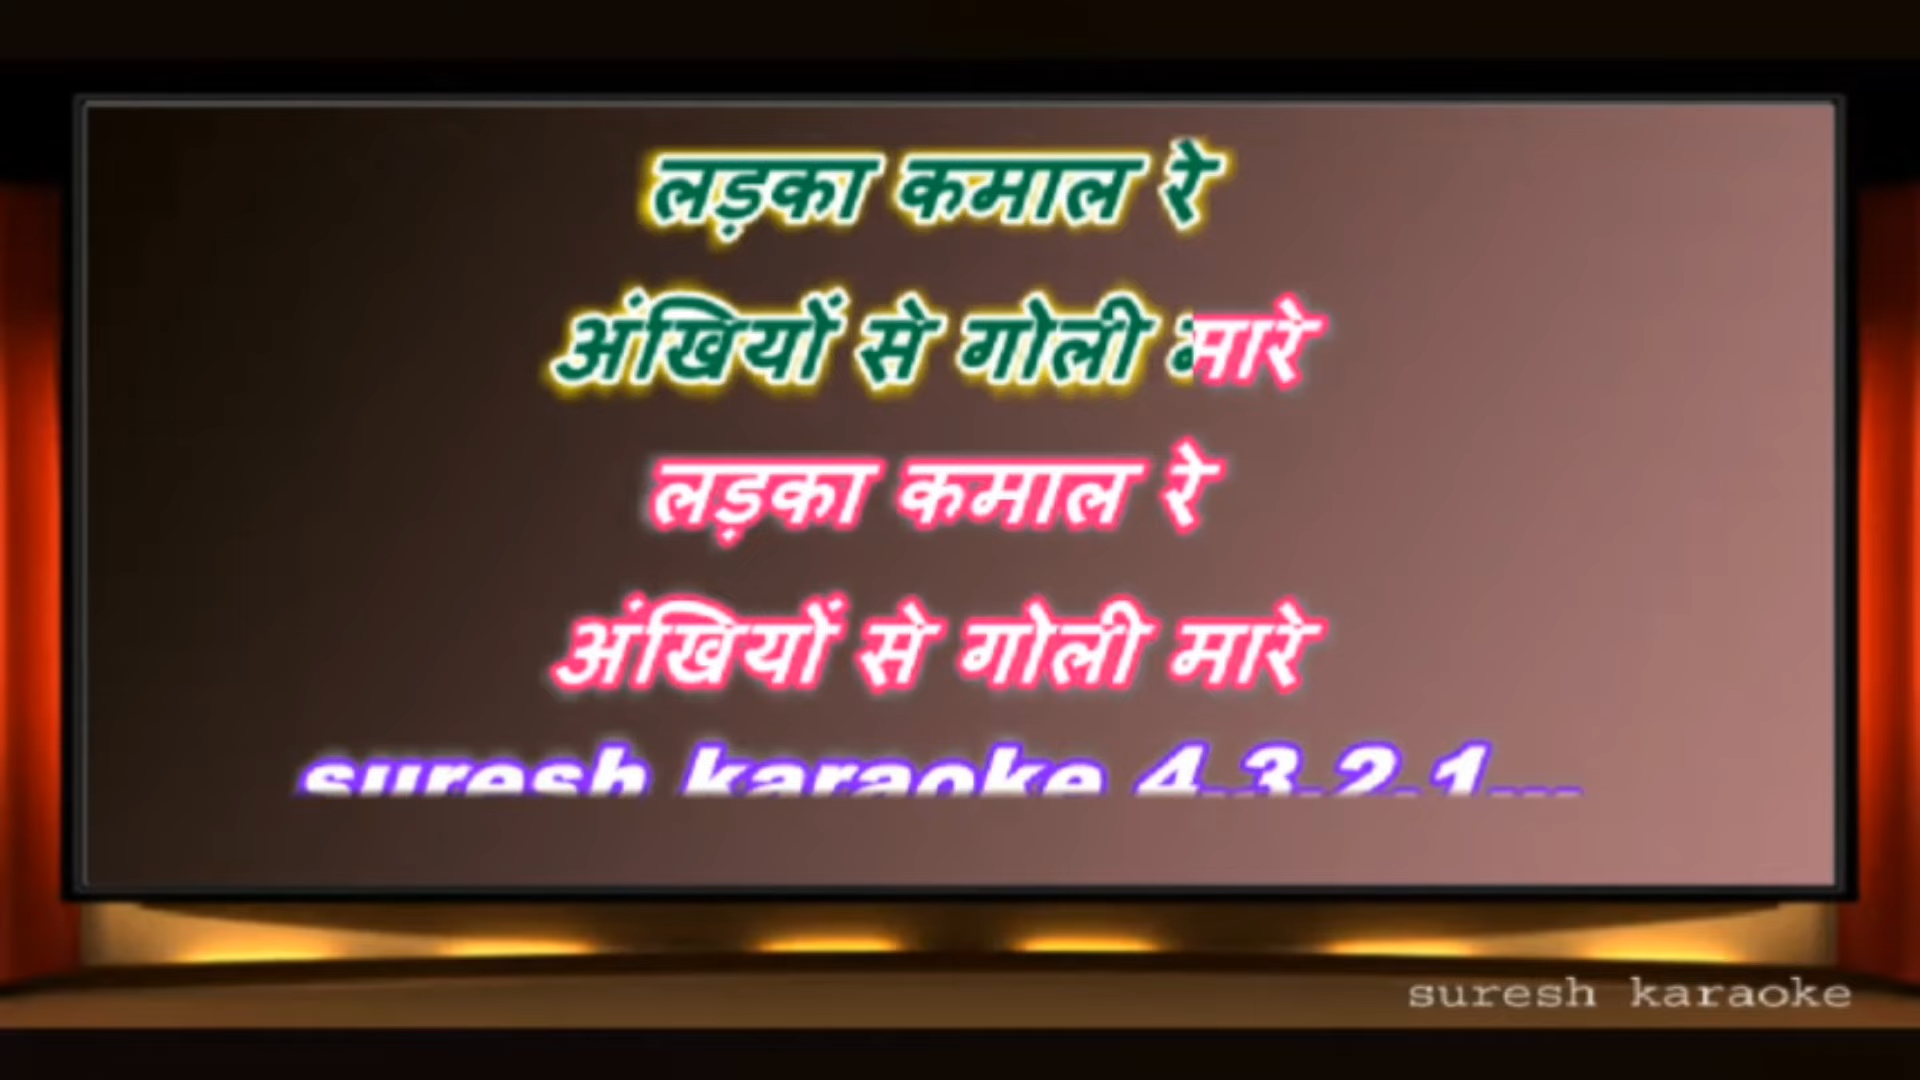 लड़का कमाल रे
अंखियों से गोली मारे
लड़का कमाल रे
अंखियों से गोली मारे
suresh karaoke 4-3-2-1---
suresh karaoke